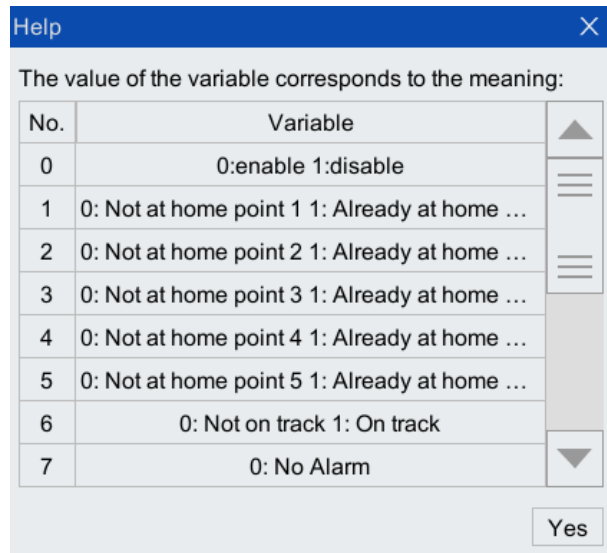 Help
The value of the variable corresponds to the meaning:
No. Variable
0 0:enable 1:disable
1 0: Not at home point 1 1: Already at home ...
2 0: Not at home point 2 1: Already at home ...
3 0: Not at home point 3 1: Already at home ...
4 0: Not at home point 4 1: Already at home ...
5 0: Not at home point 5 1: Already at home ...
6 0: Not on track 1: On track
7 0: No Alarm
Yes